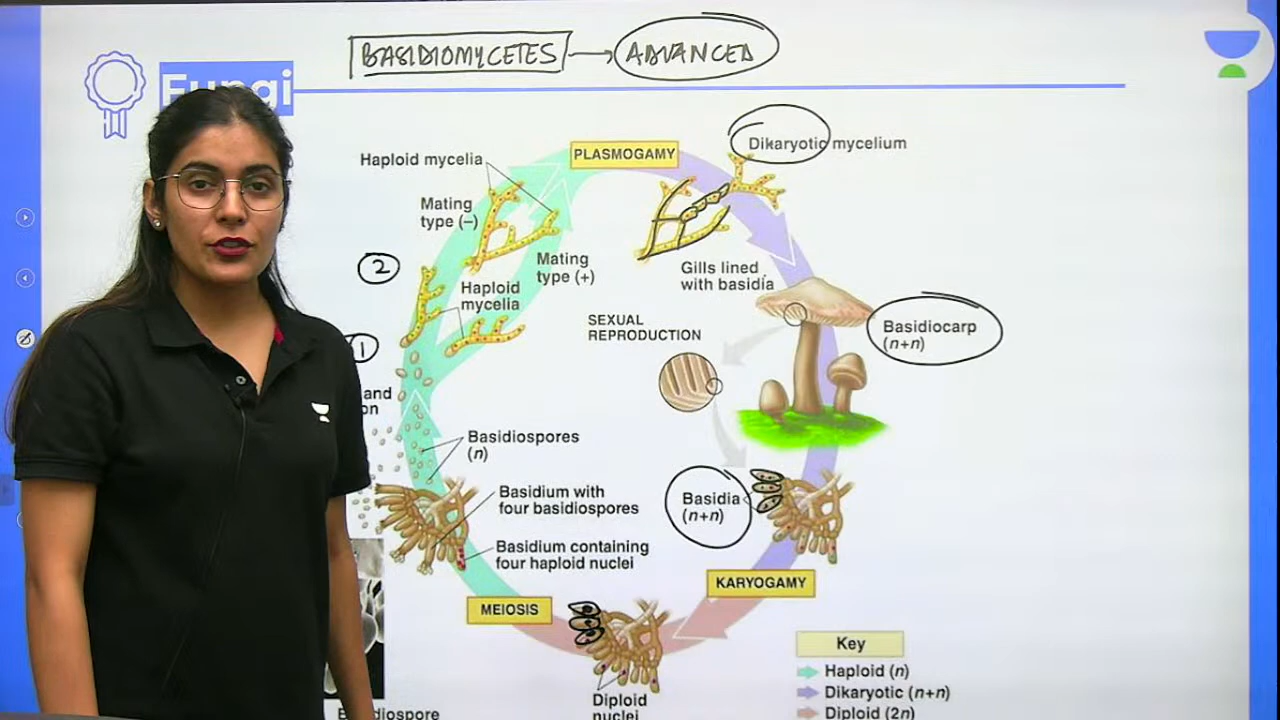 BASIDIOMYCETES → ADVANCED
Fungi
PLASMOGAMY
Dikaryotic mycelium
Haploid mycelia
Mating
type (–)
Mating
type (+)
2
Haploid
mycelia
Gills lined
with basidia
SEXUAL
REPRODUCTION
Basidiocarp
(n+n)
1
and
on
Basidiospores
(n)
Basidium with
four basidiospores
Basidia
(n+n)
Basidium containing
four haploid nuclei
KARYOGAMY
MEIOSIS
Key
Haploid (n)
Dikaryotic (n+n)
Diploid (2n)
Diploid
nuclei